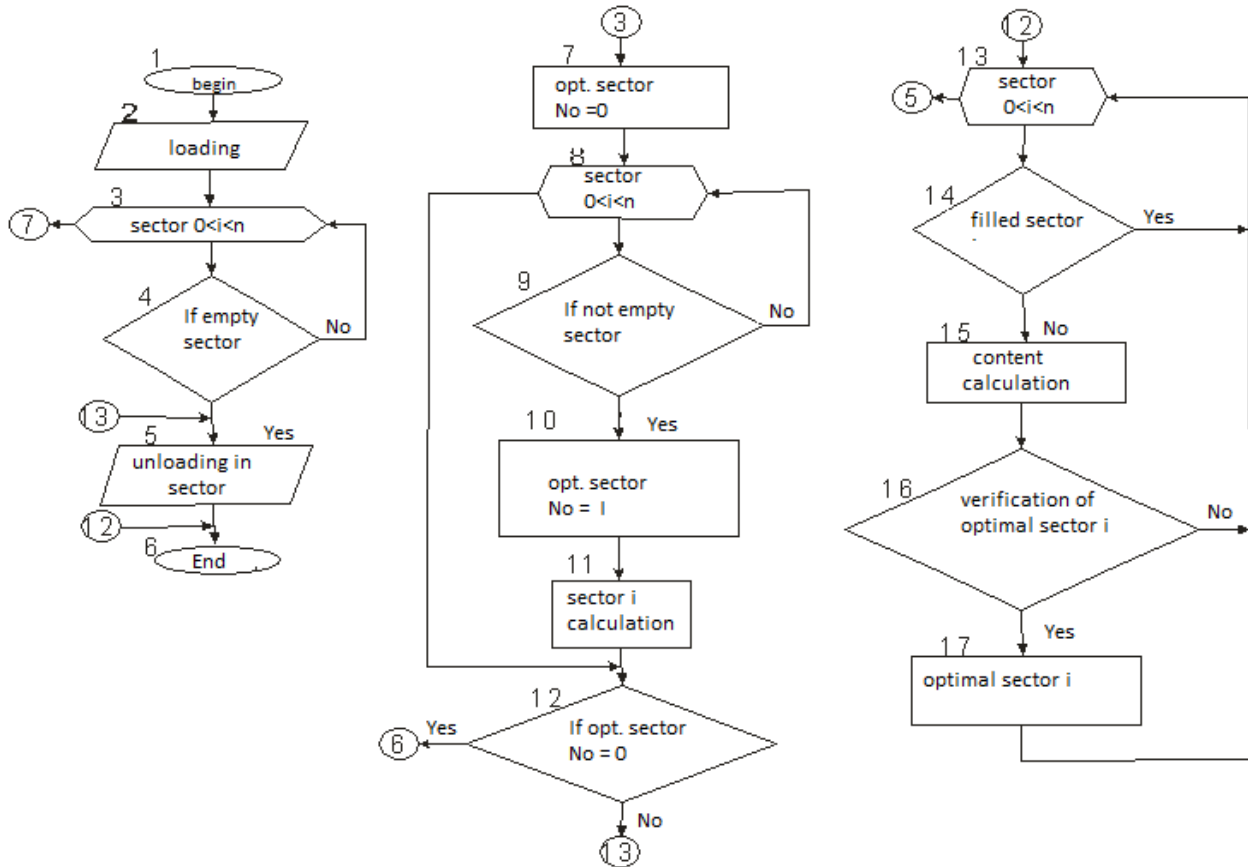 1
begin
2
loading
3
sector 0<i<n
7
4
If empty
sector
No
13
Yes
5
unloading in
sector
12
6
End
3
7
opt. sector
No =0
8
sector
0<i<n
9
If not empty
sector
No
Yes
10
opt. sector
No = I
11
sector i
calculation
12
If opt. sector
No = 0
Yes
6
No
13
12
13
sector
0<i<n
5
14
filled sector
Yes
No
15
content
calculation
16
verification of
optimal sector i
No
Yes
17
optimal sector i